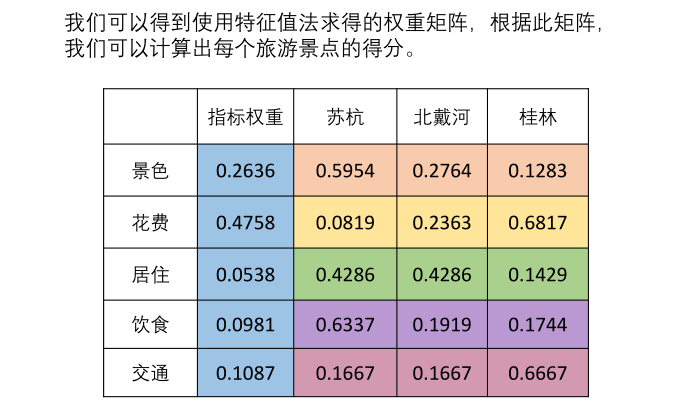 我们可以得到使用特征值法求得的权重矩阵，根据此矩阵，
我们可以计算出每个旅游景点的得分。
指标权重 苏杭 北戴河 桂林
景色 0.2636 0.5954 0.2764 0.1283
花费 0.4758 0.0819 0.2363 0.6817
居住 0.0538 0.4286 0.4286 0.1429
饮食 0.0981 0.6337 0.1919 0.1744
交通 0.1087 0.1667 0.1667 0.6667